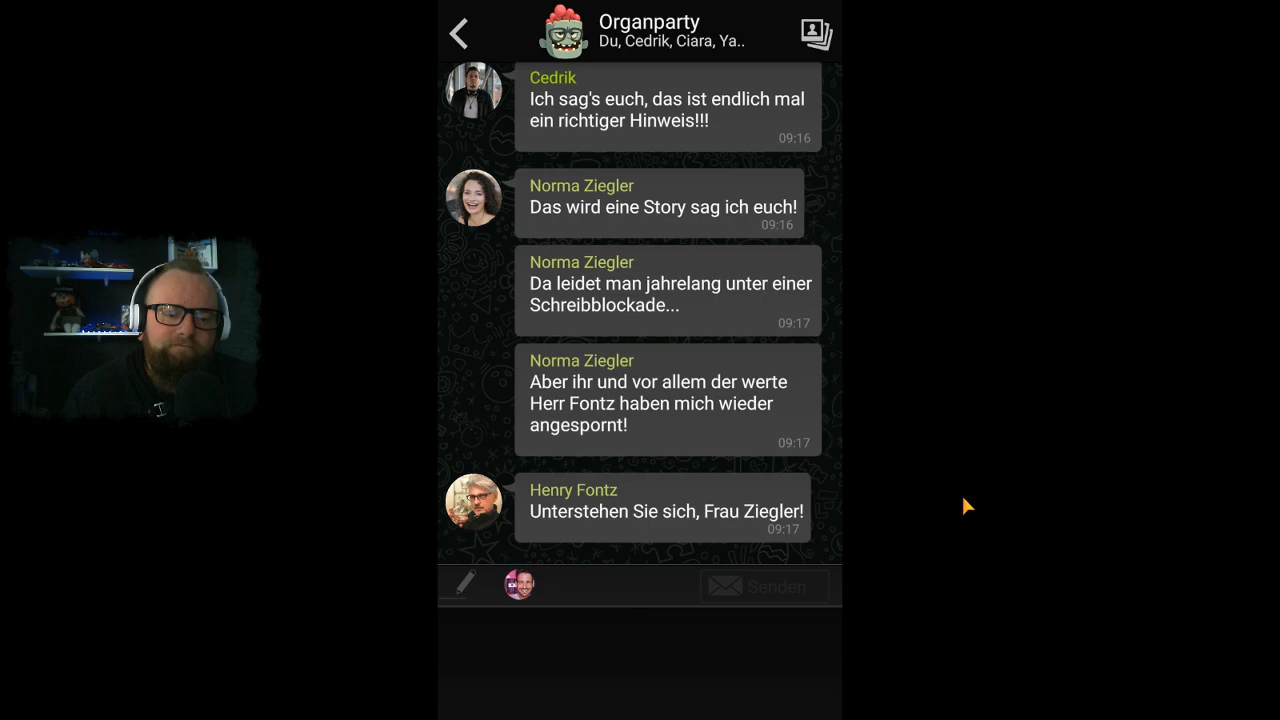 Organparty
Du, Cedrik, Ciara, Ya..
Cedrik
Ich sag's euch, das ist endlich mal
ein richtiger Hinweis!!!
09:16
Norma Ziegler
Das wird eine Story sag ich euch!
09:16
Norma Ziegler
Da leidet man jahrelang unter einer
Schreibblockade...
09:17
Norma Ziegler
Aber ihr und vor allem der werte
Herr Fontz haben mich wieder
angespornt!
09:17
Henry Fontz
Unterstehen Sie sich, Frau Ziegler!
09:17
Senden